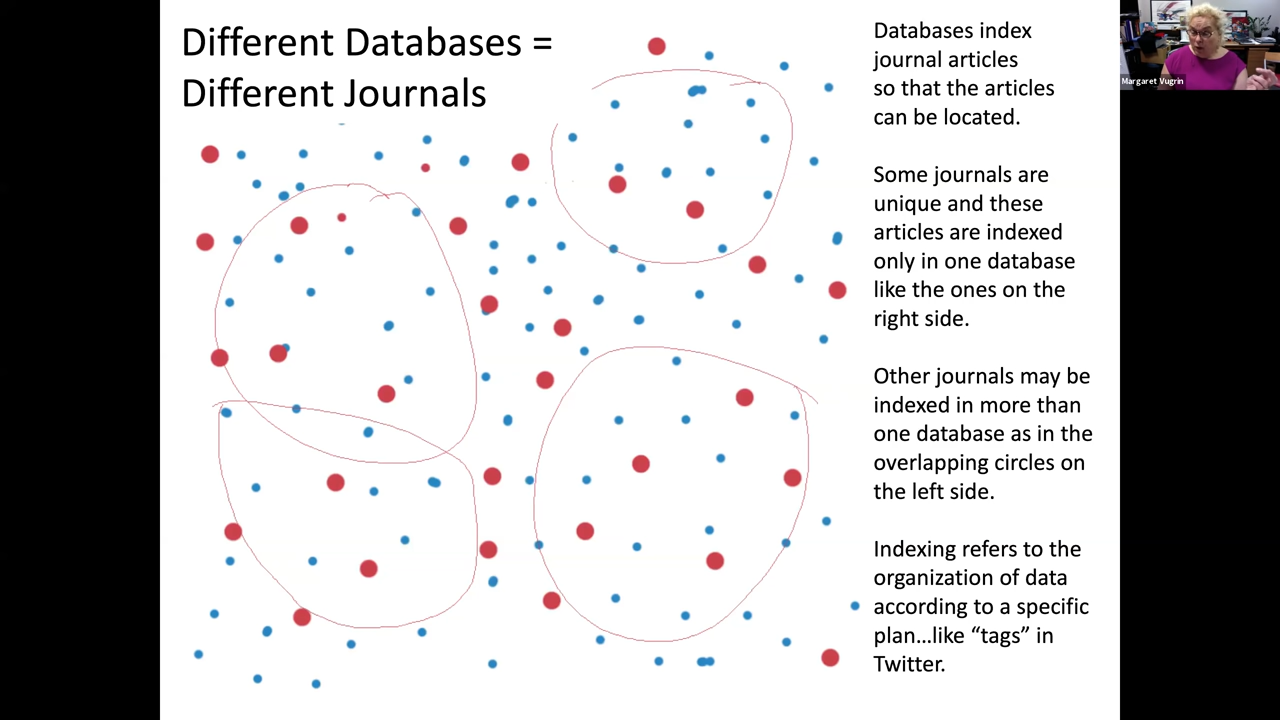 Different Databases =
Different Journals
Databases index
journal articles
so that the articles
can be located.
Some journals are
unique and these
articles are indexed
only in one database
like the ones on the
right side.
Other journals may be
indexed in more than
one database as in the
overlapping circles on
the left side.
Indexing refers to the
organization of data
according to a specific
plan...like “tags” in
Twitter.
Margaret Vugrin